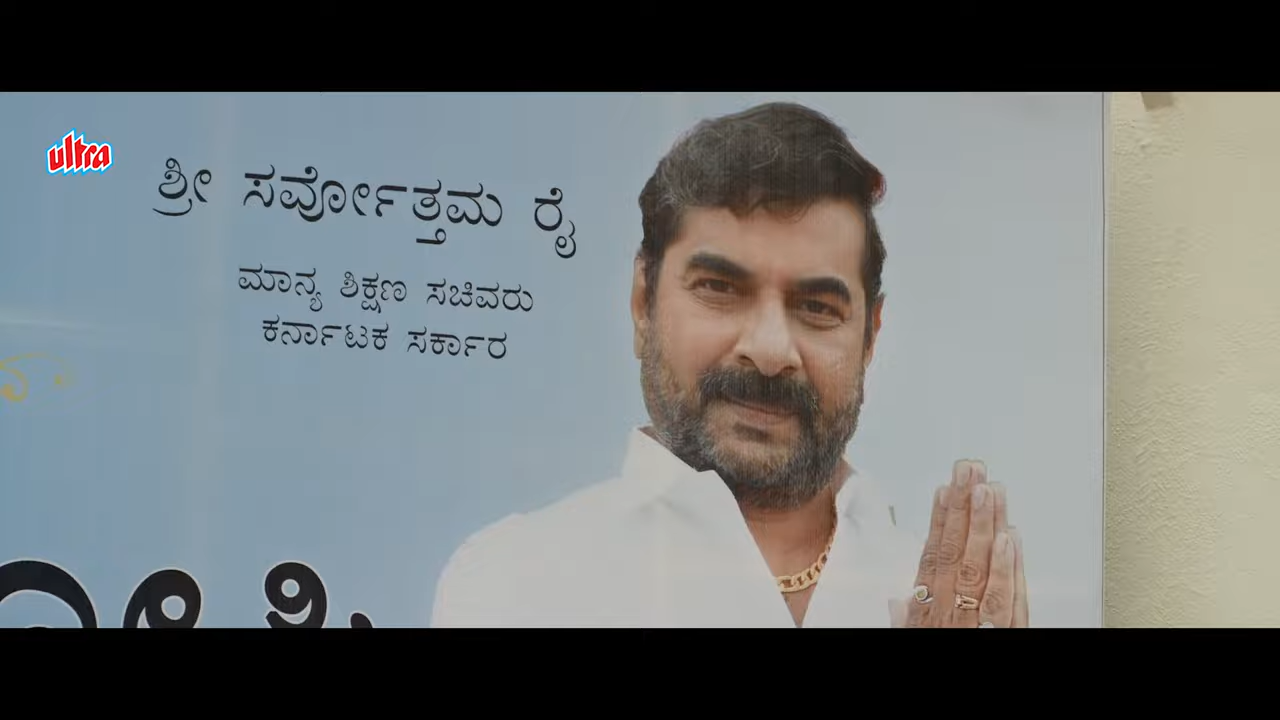 ultra
ಶ್ರೀ ಸರ್ವೋತ್ತಮ ರೈ
ಮಾನ್ಯ ಶಿಕ್ಷಣ ಸಚಿವರು
ಕರ್ನಾಟಕ ಸರ್ಕಾರ